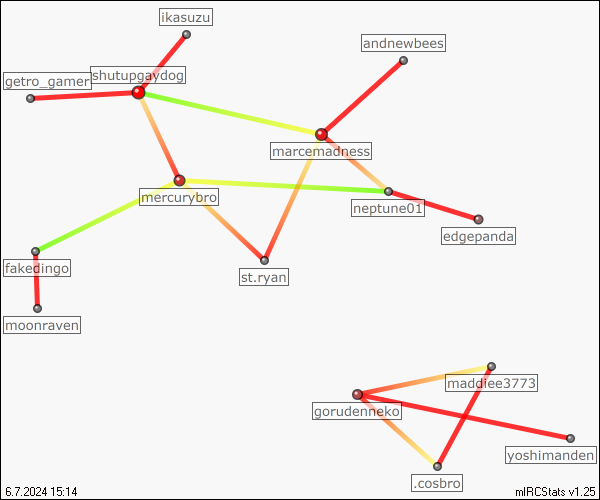 ikasuzu
andnewbees
shutupgaydog
getro_gamer
marcemadness
mercurybro
neptune01
edgepanda
fakedingo
st.ryan
moonraven
maddiee3773
gorudenneko
yoshimanden
.cosbro
6.7.2024 15:14
mIRCStats v1.25